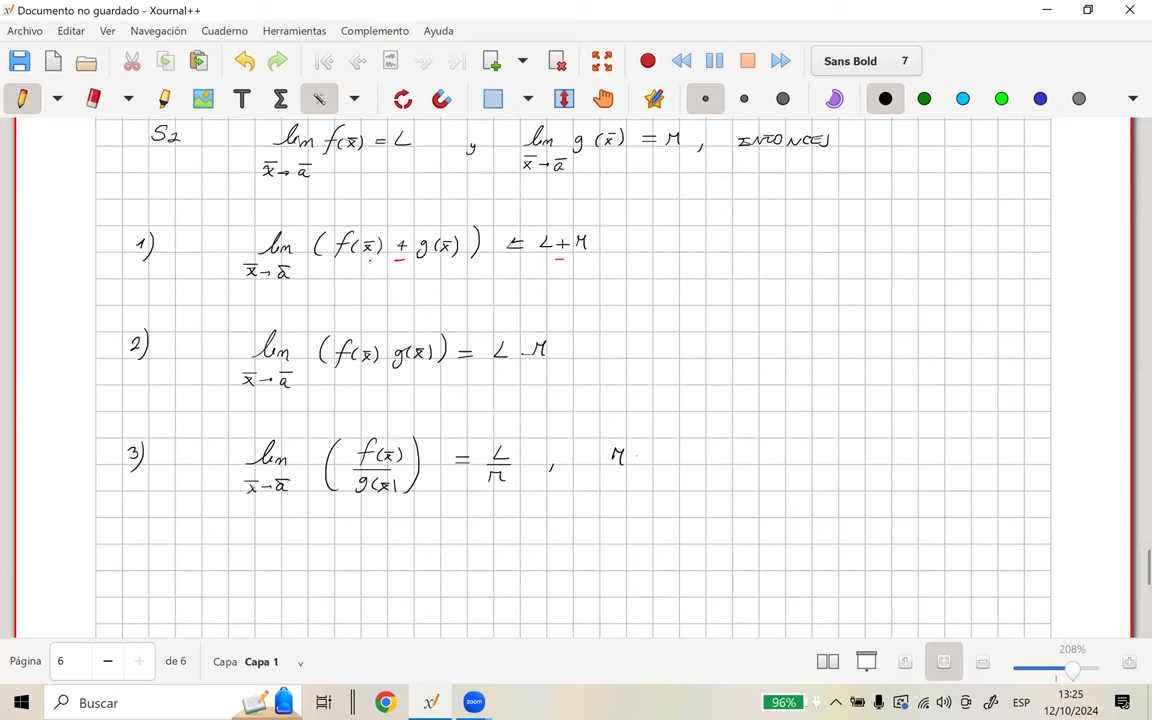 Documento no guardado - Xournal++
Archivo Editar Ver Navegación Cuaderno Herramientas Complemento Ayuda
Sans Bold 7
S2 lim f(x̄) = L y lim g(x̄) = M, ENTONCES
x̄→ā x̄→ā
1) lim (f(x̄) + g(x̄)) = L+M
x̄→ā
2) lim (f(x̄) g(x̄)) = L M
x̄→ā
3) lim (f(x̄)/g(x̄)) = L/M, M
x̄→ā
Página 6 de 6 Capa Capa 1 208%
Buscar 96% ESP 13:25
zoom 12/10/2024